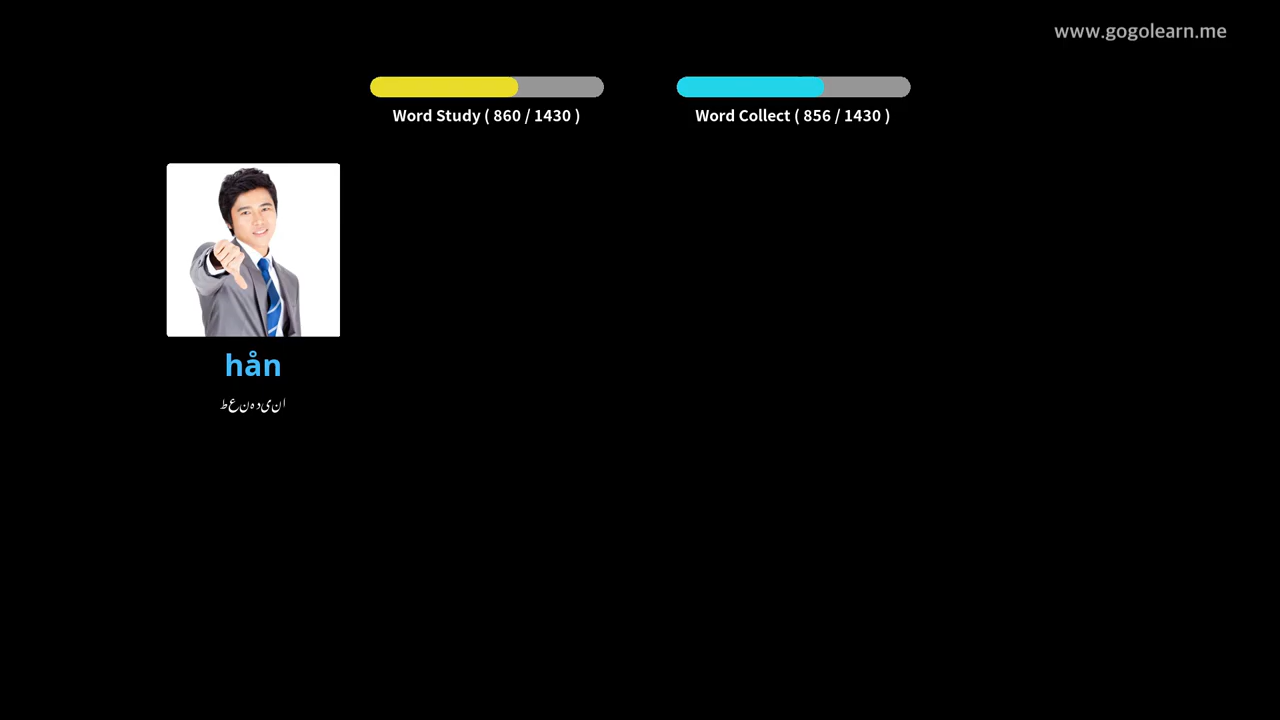 www.gogolearn.me
Word Study ( 860 / 1430 )
Word Collect ( 856 / 1430 )
hån
طعنہ دینا